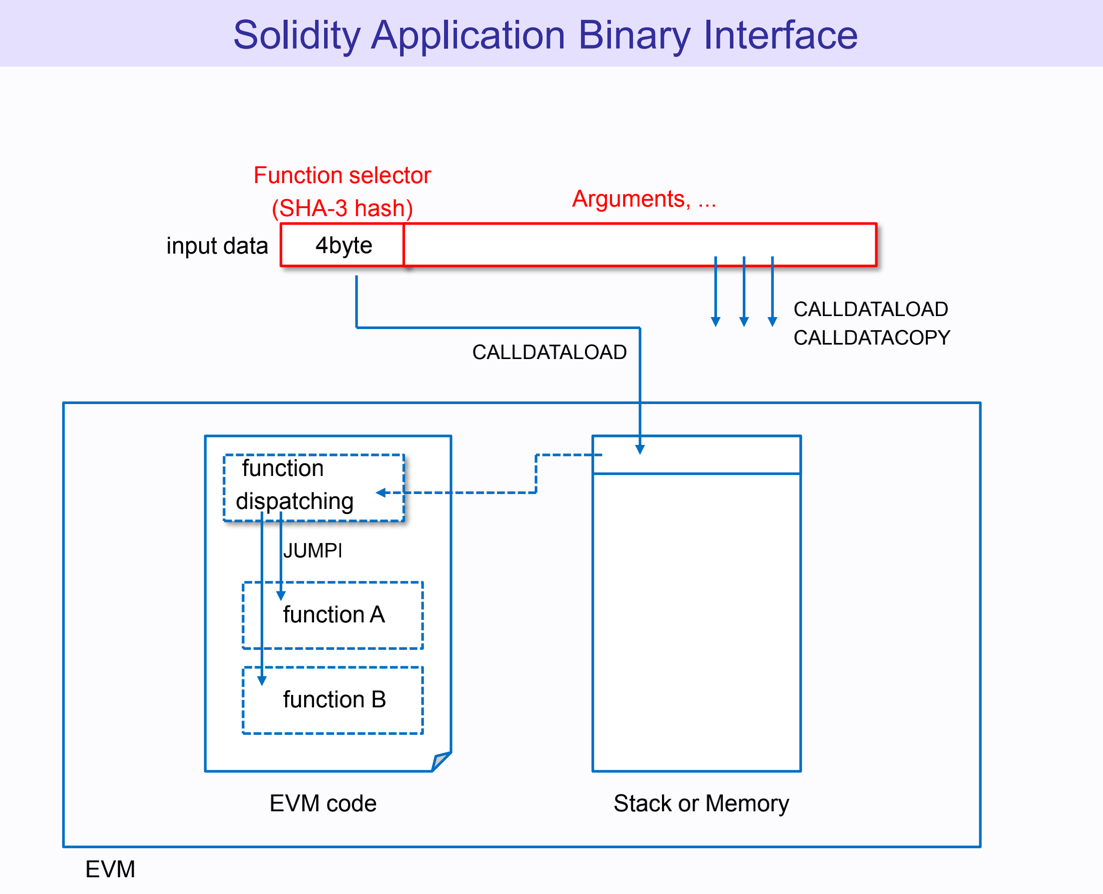 Solidity Application Binary Interface
Function selector
(SHA-3 hash)
Arguments, ...
input data
4byte
CALLDATALOAD
CALLDATACOPY
CALLDATALOAD
function
dispatching
JUMPI
function A
function B
EVM code
Stack or Memory
EVM